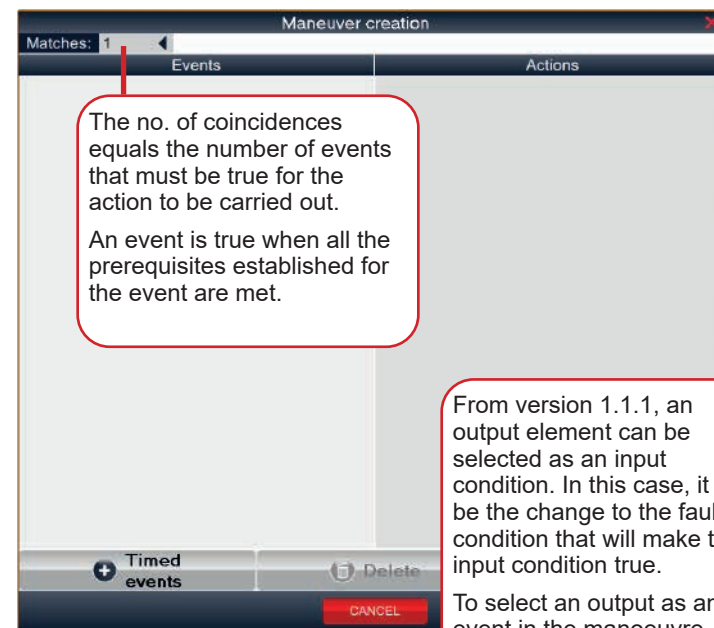 Maneuver creation
Matches: 1
Events
Actions
The no. of coincidences
equals the number of events
that must be true for the
action to be carried out.
An event is true when all the
prerequisites established for
the event are met.
From version 1.1.1, an
output element can be
selected as an input
condition. In this case, it
be the change to the
condition that will make
input condition true.
To select an output as
event in the manoeuvre
Timed
events
Delete
CANCEL